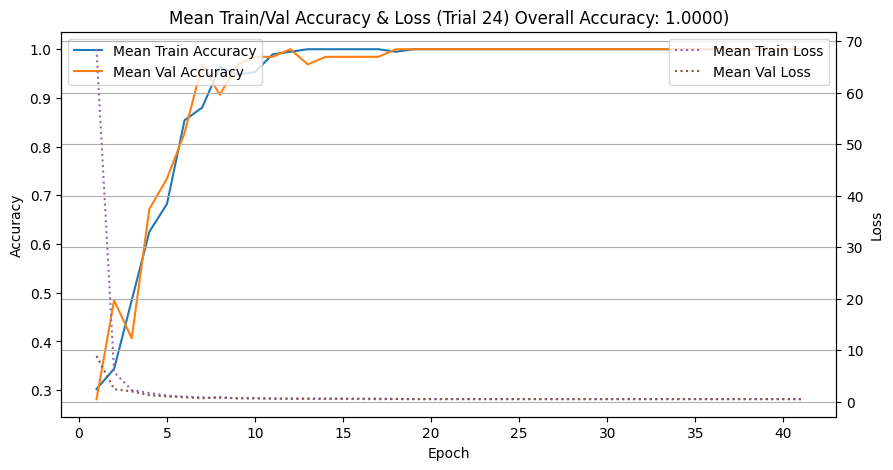 Mean Train/Val Accuracy & Loss (Trial 24) Overall Accuracy: 1.0000)
Mean Train Accuracy
Mean Val Accuracy
Mean Train Loss
Mean Val Loss
Accuracy
1.0
0.9
0.8
0.7
0.6
0.5
0.4
0.3
70
60
50
40
30
20
10
0
Loss
0 5 10 15 20 25 30 35 40
Epoch